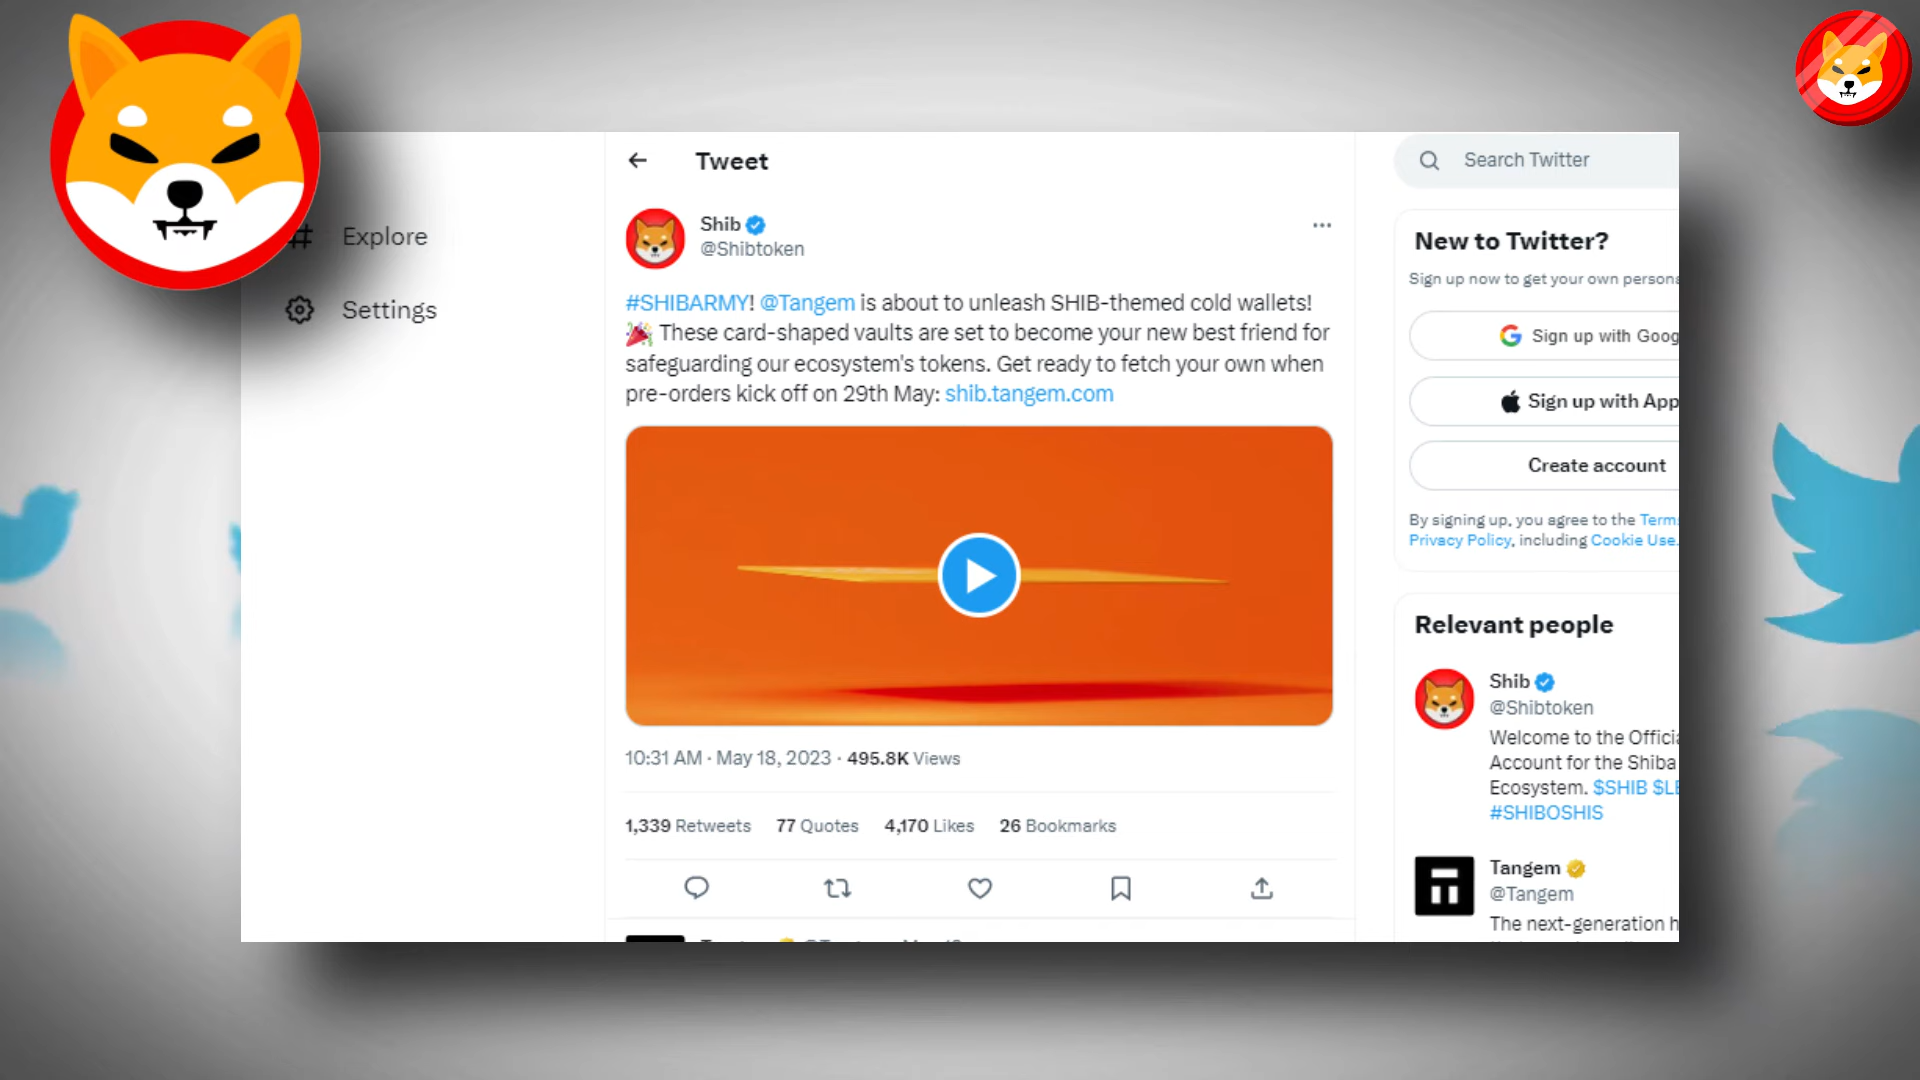 Explore
Settings
Tweet
Shib
@Shibtoken
#SHIBARMY! @Tangem is about to unleash SHIB-themed cold wallets!
🎉 These card-shaped vaults are set to become your new best friend for
safeguarding our ecosystem's tokens. Get ready to fetch your own when
pre-orders kick off on 29th May: shib.tangem.com
10:31 AM · May 18, 2023 · 495.8K Views
1,339 Retweets 77 Quotes 4,170 Likes 26 Bookmarks
Search Twitter
New to Twitter?
Sign up now to get your own persona
Sign up with Goog
Sign up with App
Create account
By signing up, you agree to the Term
Privacy Policy, including Cookie Use.
Relevant people
Shib
@Shibtoken
Welcome to the Officia
Account for the Shiba
Ecosystem. $SHIB $LE
#SHIBOSHIS
Tangem
@Tangem
The next-generation h